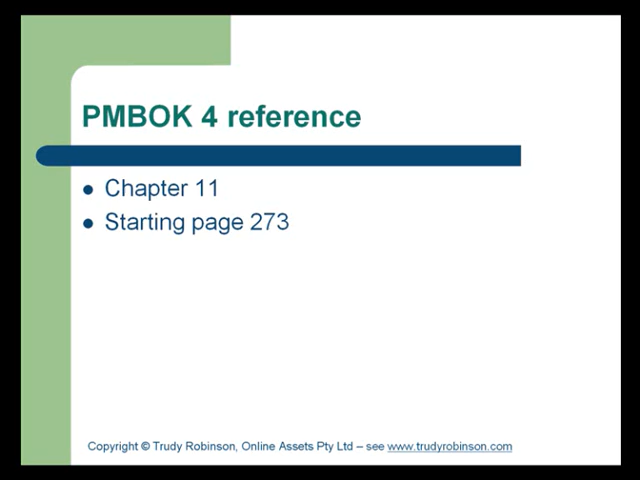 PMBOK 4 reference
Chapter 11
Starting page 273
Copyright © Trudy Robinson, Online Assets Pty Ltd – see www.trudyrobinson.com